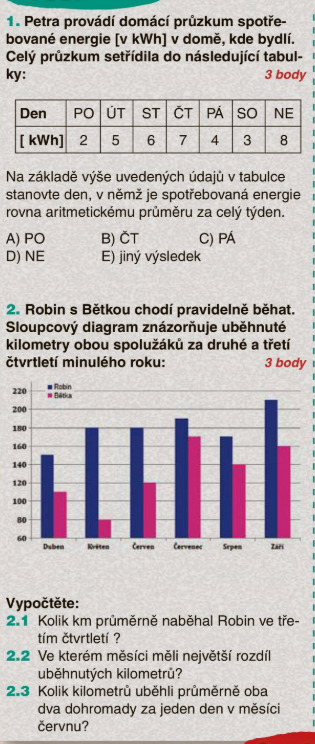 1. Petra provádí domácí průzkum spotře-
bované energie [v kWh] v domě, kde bydlí.
Celý průzkum setřídila do následující tabul-
ky: 3 body
Den PO ÚT ST ČT PÁ SO NE
[ kWh] 2 5 6 7 4 3 8
Na základě výše uvedených údajů v tabulce
stanovte den, v němž je spotřebovaná energie
rovna aritmetickému průměru za celý týden.
A) PO B) ČT C) PÁ
D) NE E) jiný výsledek
2. Robin s Bětkou chodí pravidelně běhat.
Sloupcový diagram znázorňuje uběhnuté
kilometry obou spolužáků za druhé a třetí
čtvrtletí minulého roku: 3 body
Robin
Bětka
220
200
180
160
140
120
100
80
60
Duben Květen Červen Červenec Srpen Září
Vypočtěte:
2.1 Kolik km průměrně naběhal Robin ve tře-
tím čtvrtletí ?
2.2 Ve kterém měsíci měli největší rozdíl
uběhnutých kilometrů?
2.3 Kolik kilometrů uběhli průměrně oba
dva dohromady za jeden den v měsíci
červnu?